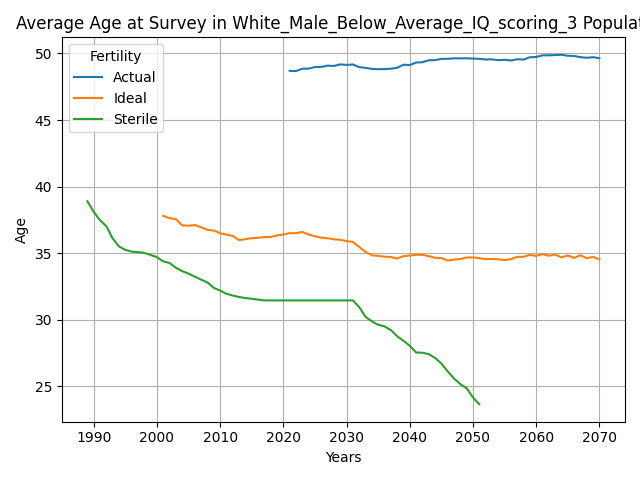 Average Age at Survey in White_Male_Below_Average_IQ_scoring_3 Populat
Fertility
Actual
Ideal
Sterile
Age
50
45
40
35
30
25
1990 2000 2010 2020 2030 2040 2050 2060 2070
Years